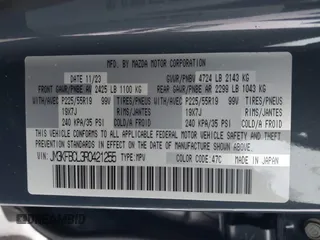 MFD. BY MAZDA MOTOR CORPORATION
DATE 11/23 GVWR/PNBV 4724 LB 2143 KG
FRONT GAWR/PNBE AV 2425 LB 1100 KG REAR GAWR/PNBE AR 2299 LB 1043 KG
WITH/AVEC P225/55R19 99V TIRES/PNEUS WITH/AVEC P225/55R19 99V TIRES/PNEUS
19X7J RIMS/JANTES 19X7J RIMS/JANTES
240 KPA/35 PSI COLD/A FROID 240 KPA/35 PSI COLD/A FROID
THIS VEHICLE CONFORMS TO ALL APPLICABLE FEDERAL MOTOR VEHICLE SAFETY, BUMPER, AND THEFT PREVENTION STANDARDS IN EFFECT
ON THE DATE OF MANUFACTURE SHOWN ABOVE.
VIN: TYPE: MPV COLOR: 47C MADE IN JAPAN